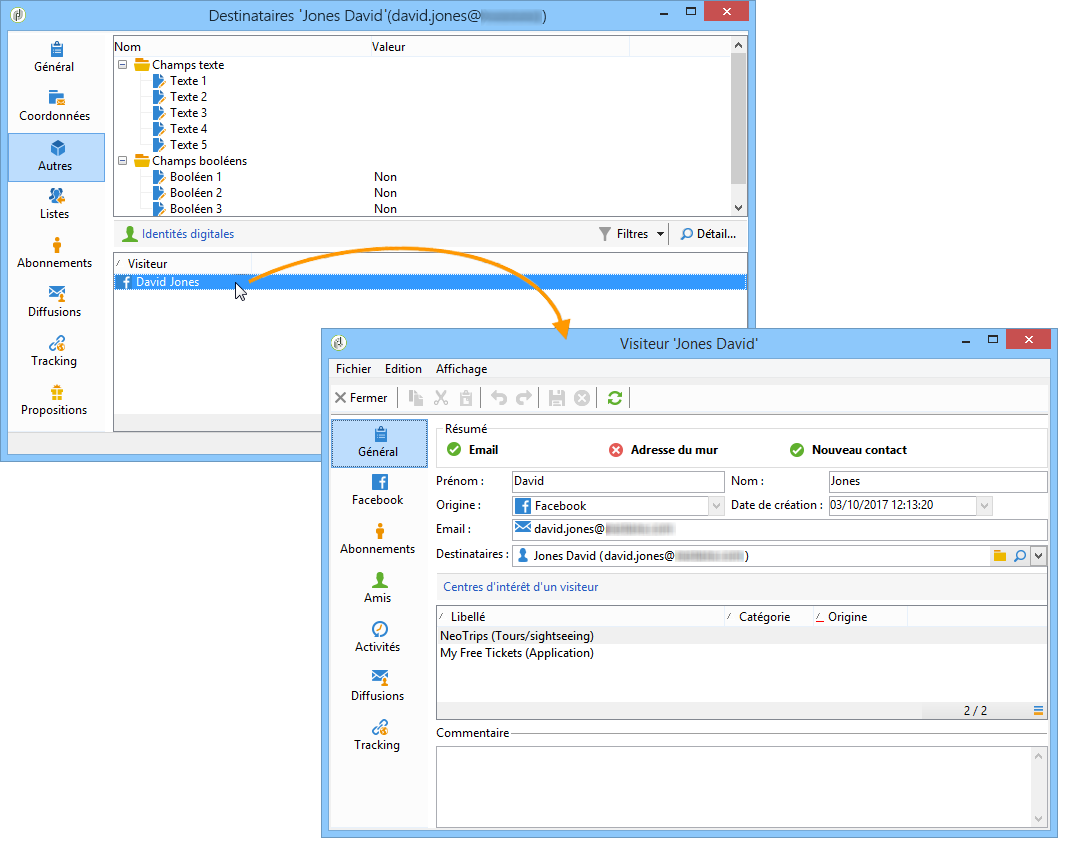 Destinataires 'Jones David'(david.jones@ )
Général
Coordonnées
Autres
Listes
Abonnements
Diffusions
Tracking
Propositions
Nom Valeur
Champs texte
Texte 1
Texte 2
Texte 3
Texte 4
Texte 5
Champs booléens
Booléen 1 Non
Booléen 2 Non
Booléen 3 Non
Identités digitales Filtres Détail...
Visiteur
David Jones
Visiteur 'Jones David'
Fichier Edition Affichage
Fermer
Général
Facebook
Abonnements
Amis
Activités
Diffusions
Tracking
Résumé
Email Adresse du mur Nouveau contact
Prénom : David Nom : Jones
Origine : Facebook Date de création : 03/10/2017 12:13:20
Email : david.jones@
Destinataires : Jones David (david.jones@ )
Centres d'intérêt d'un visiteur
Libellé Catégorie Origine
NeoTrips (Tours/sightseeing)
My Free Tickets (Application)
2 / 2
Commentaire